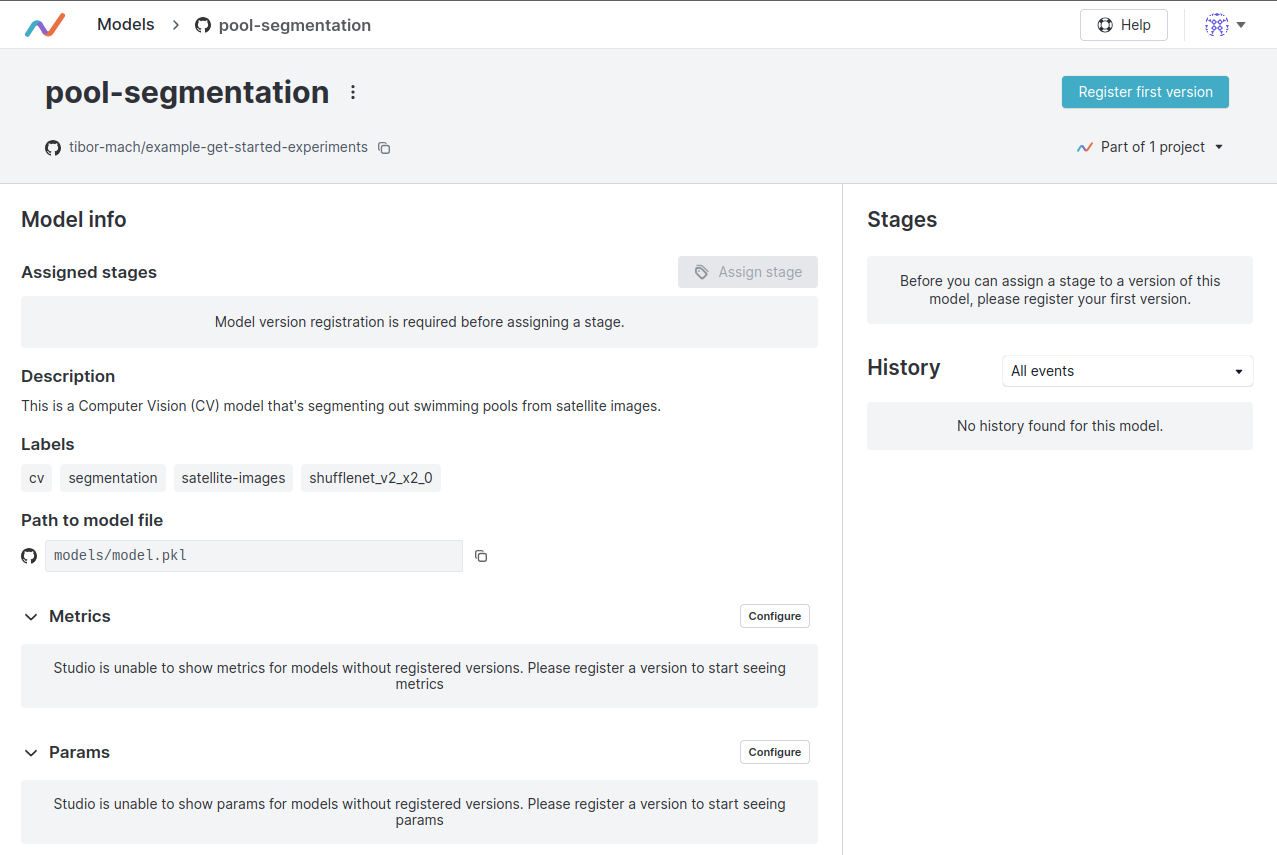 Models
pool-segmentation
Help
pool-segmentation
Register first version
tibor-mach/example-get-started-experiments
Part of 1 project
Model info
Assigned stages
Assign stage
Model version registration is required before assigning a stage.
Description
This is a Computer Vision (CV) model that's segmenting out swimming pools from satellite images.
Labels
cv
segmentation
satellite-images
shufflenet_v2_x2_0
Path to model file
models/model.pkl
Metrics
Configure
Studio is unable to show metrics for models without registered versions. Please register a version to start seeing
metrics
Params
Configure
Studio is unable to show params for models without registered versions. Please register a version to start seeing
params
Stages
Before you can assign a stage to a version of this
model, please register your first version.
History
All events
No history found for this model.